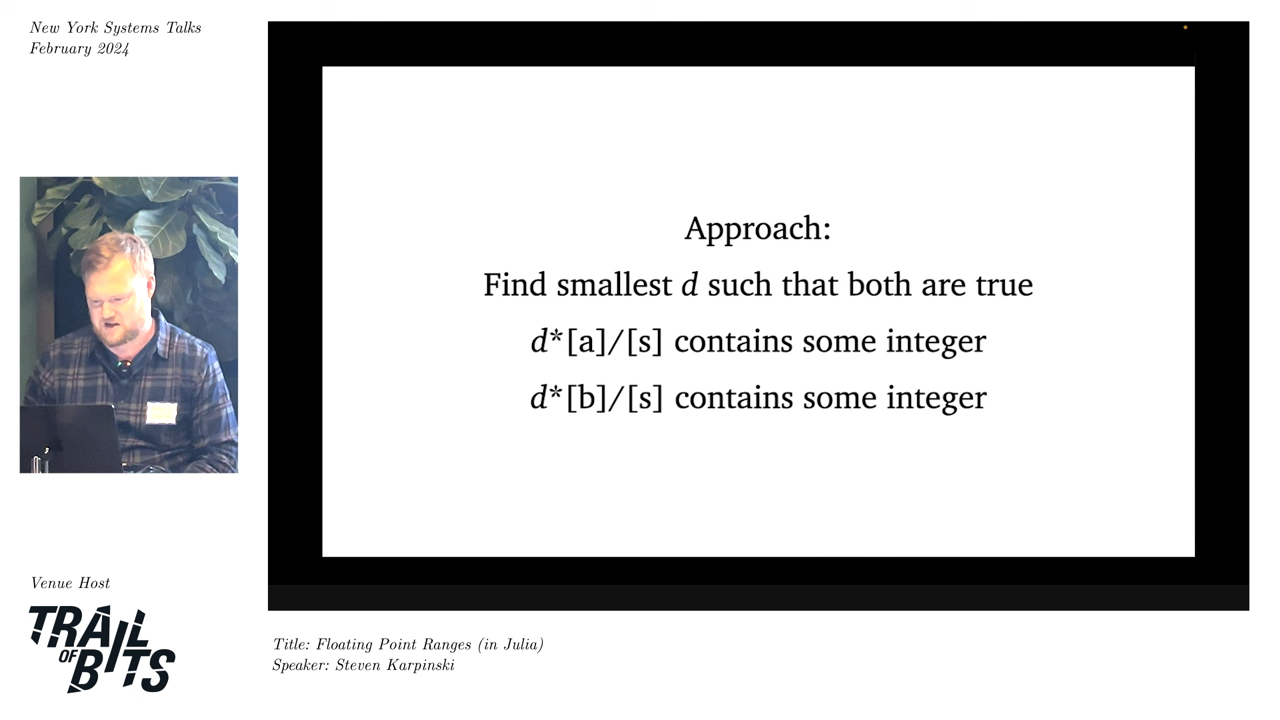 New York Systems Talks
February 2024
Approach:
Find smallest d such that both are true
d*[a]/[s] contains some integer
d*[b]/[s] contains some integer
Venue Host
TRAIL
OF
BITS
Title: Floating Point Ranges (in Julia)
Speaker: Steven Karpinski